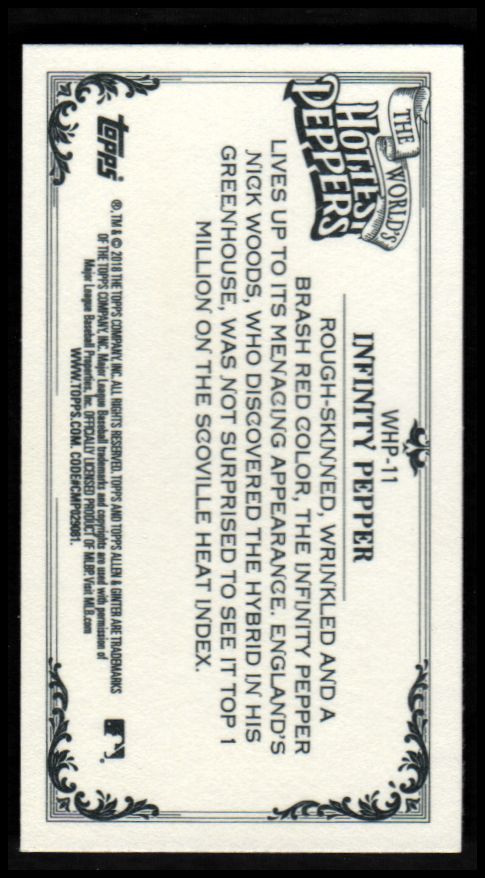 THE
WORLD'S
HOTTEST
PEPPERS
WHP-11
INFINITY PEPPER
ROUGH-SKINNED, WRINKLED AND A
BRASH RED COLOR, THE INFINITY PEPPER
LIVES UP TO ITS MENACING APPEARANCE. ENGLAND'S
NICK WOODS, WHO DISCOVERED THE HYBRID IN HIS
GREENHOUSE, WAS NOT SURPRISED TO SEE IT TOP 1
MILLION ON THE SCOVILLE HEAT INDEX.
topps®
®, TM & © 2018 THE TOPPS COMPANY, INC. ALL RIGHTS RESERVED. TOPPS AND TOPPS ALLEN & GINTER ARE TRADEMARKS
OF THE TOPPS COMPANY, INC. Major League Baseball trademarks and copyrights are used with permission of
Major League Baseball Properties, Inc. OFFICIALLY LICENSED PRODUCT OF MLBP. Visit MLB.com
WWW.TOPPS.COM. CODE#CMP029081.